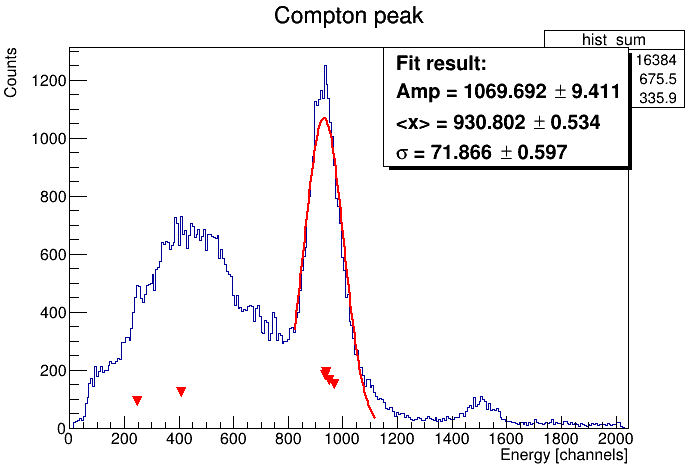 Compton peak
hist sum
16384
675.5
335.9
Fit result:
Amp = 1069.692 ± 9.411
<x> = 930.802 ± 0.534
σ = 71.866 ± 0.597
Counts
1200
1000
800
600
400
200
0
0 200 400 600 800 1000 1200 1400 1600 1800 2000
Energy [channels]